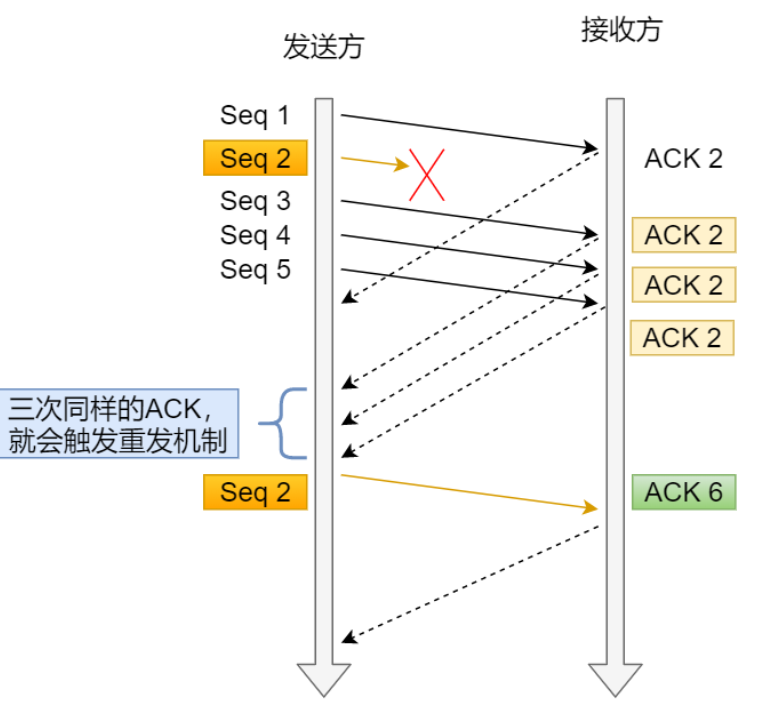 发送方
接收方
Seq 1
Seq 2
ACK 2
Seq 3
Seq 4
ACK 2
Seq 5
ACK 2
ACK 2
三次同样的ACK，
就会触发重发机制
Seq 2
ACK 6